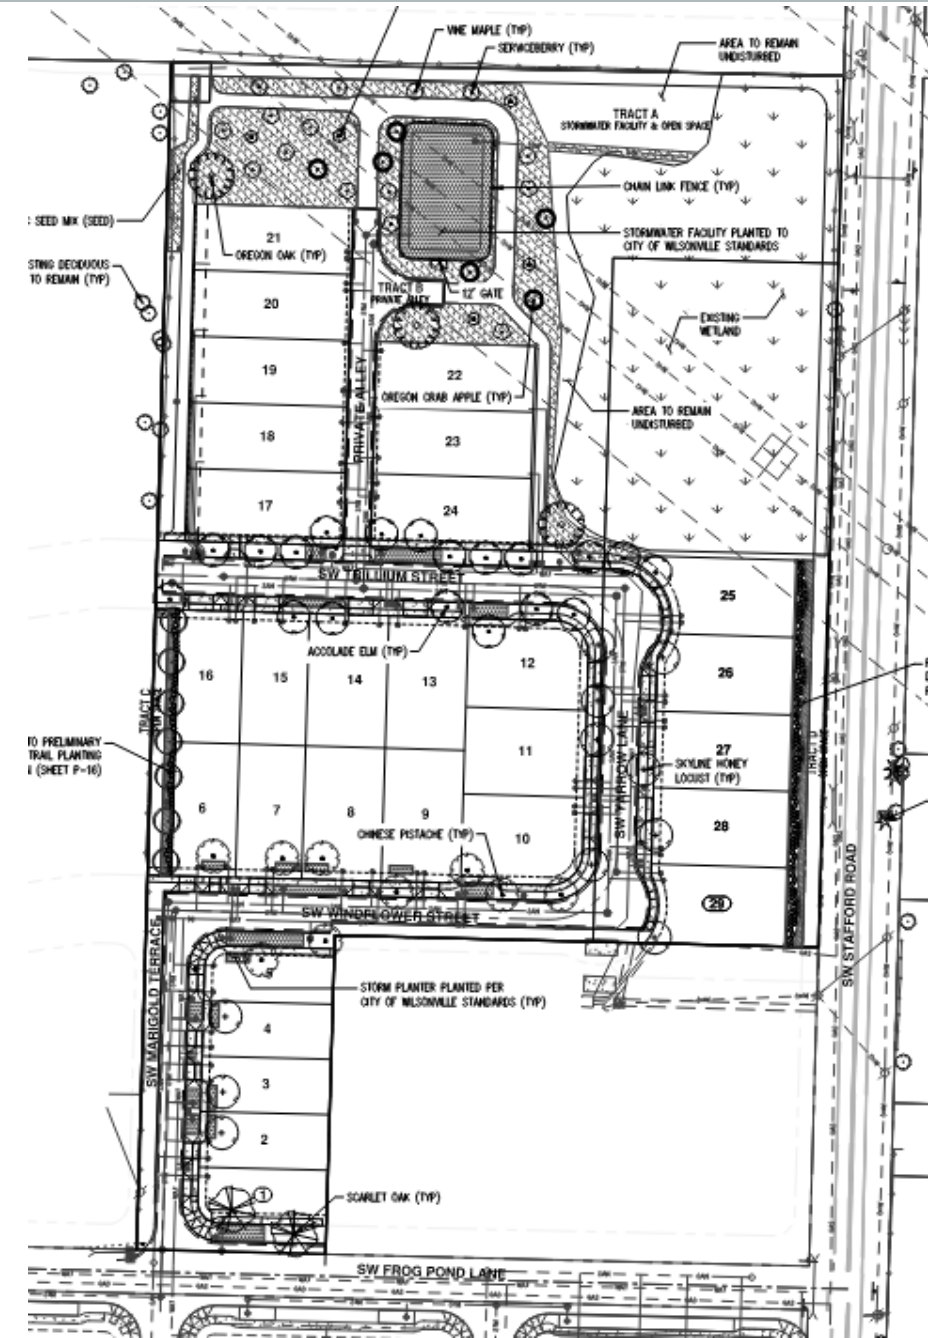 VINE MAPLE (TYP)
SERVICEBERRY (TYP)
AREA TO REMAIN
UNDISTURBED
TRACT A
STORMWATER FACILITY & OPEN SPACE
CHAIN LINK FENCE (TYP)
SEED MIX (SEED)
STORMWATER FACILITY PLANTED TO
CITY OF WILSONVILLE STANDARDS
21
OREGON OAK (TYP)
STING DECIDUOUS
TO REMAIN (TYP)
TRACT B
PRIVATE ALLEY
12' GATE
20
EXISTING
WETLAND
19
22
PRIVATE ALLEY
OREGON CRAB APPLE (TYP)
AREA TO REMAIN
UNDISTURBED
18
23
17
24
SW TRILLIUM STREET
25
ACCOLADE ELM (TYP)
12
16
15
14
13
26
TRACT C
TO PRELIMINARY
TRAIL PLANTING
(SHEET P-16)
11
27
SKYLINE HONEY
LOCUST (TYP)
TRACT D
SW YARROW LANE
6
7
8
9
10
28
CHINESE PISTACHE (TYP)
29
SW WINDFLOWER STREET
SW STAFFORD ROAD
SW MARIGOLD TERRACE
5
STORM PLANTER PLANTED PER
CITY OF WILSONVILLE STANDARDS (TYP)
4
3
2
1
SCARLET OAK (TYP)
SW FROG POND LANE